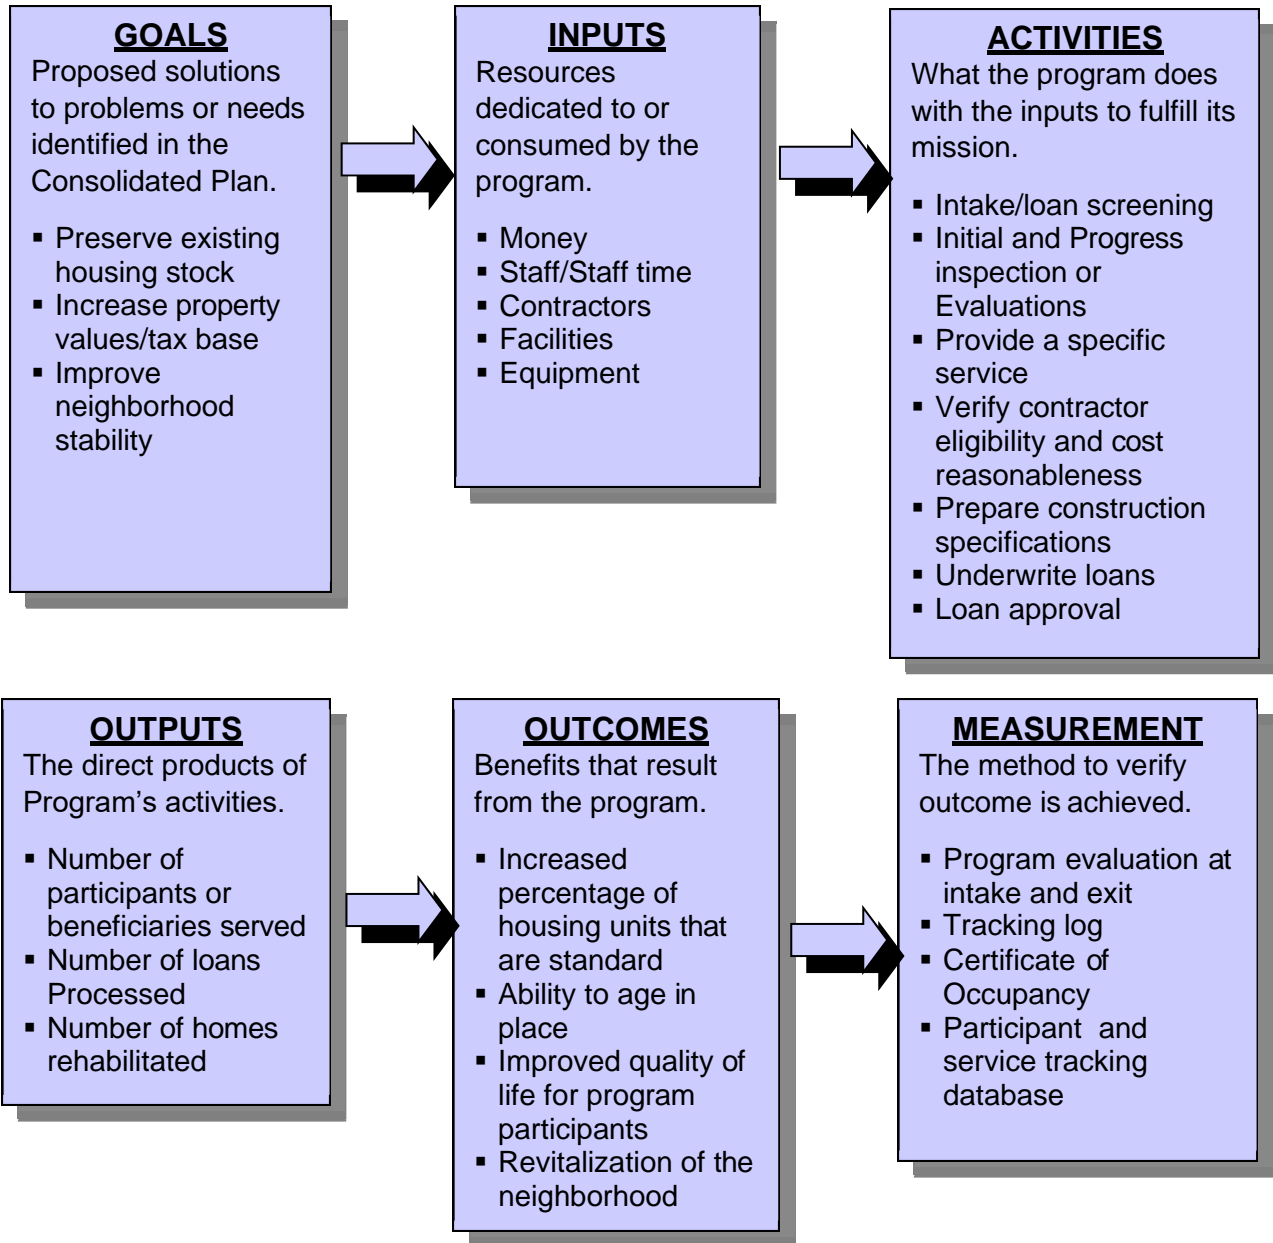 GOALS
Proposed solutions
to problems or needs
identified in the
Consolidated Plan.
▪ Preserve existing
housing stock
▪ Increase property
values/tax base
▪ Improve
neighborhood
stability
INPUTS
Resources
dedicated to or
consumed by the
program.
▪ Money
▪ Staff/Staff time
▪ Contractors
▪ Facilities
▪ Equipment
ACTIVITIES
What the program does
with the inputs to fulfill its
mission.
▪ Intake/loan screening
▪ Initial and Progress
inspection or
Evaluations
▪ Provide a specific
service
▪ Verify contractor
eligibility and cost
reasonableness
▪ Prepare construction
specifications
▪ Underwrite loans
▪ Loan approval
OUTPUTS
The direct products of
Program’s activities.
▪ Number of
participants or
beneficiaries served
▪ Number of loans
Processed
▪ Number of homes
rehabilitated
OUTCOMES
Benefits that result
from the program.
▪ Increased
percentage of
housing units that
are standard
▪ Ability to age in
place
▪ Improved quality of
life for program
participants
▪ Revitalization of the
neighborhood
MEASUREMENT
The method to verify
outcome is achieved.
▪ Program evaluation at
intake and exit
▪ Tracking log
▪ Certificate of
Occupancy
▪ Participant and
service tracking
database